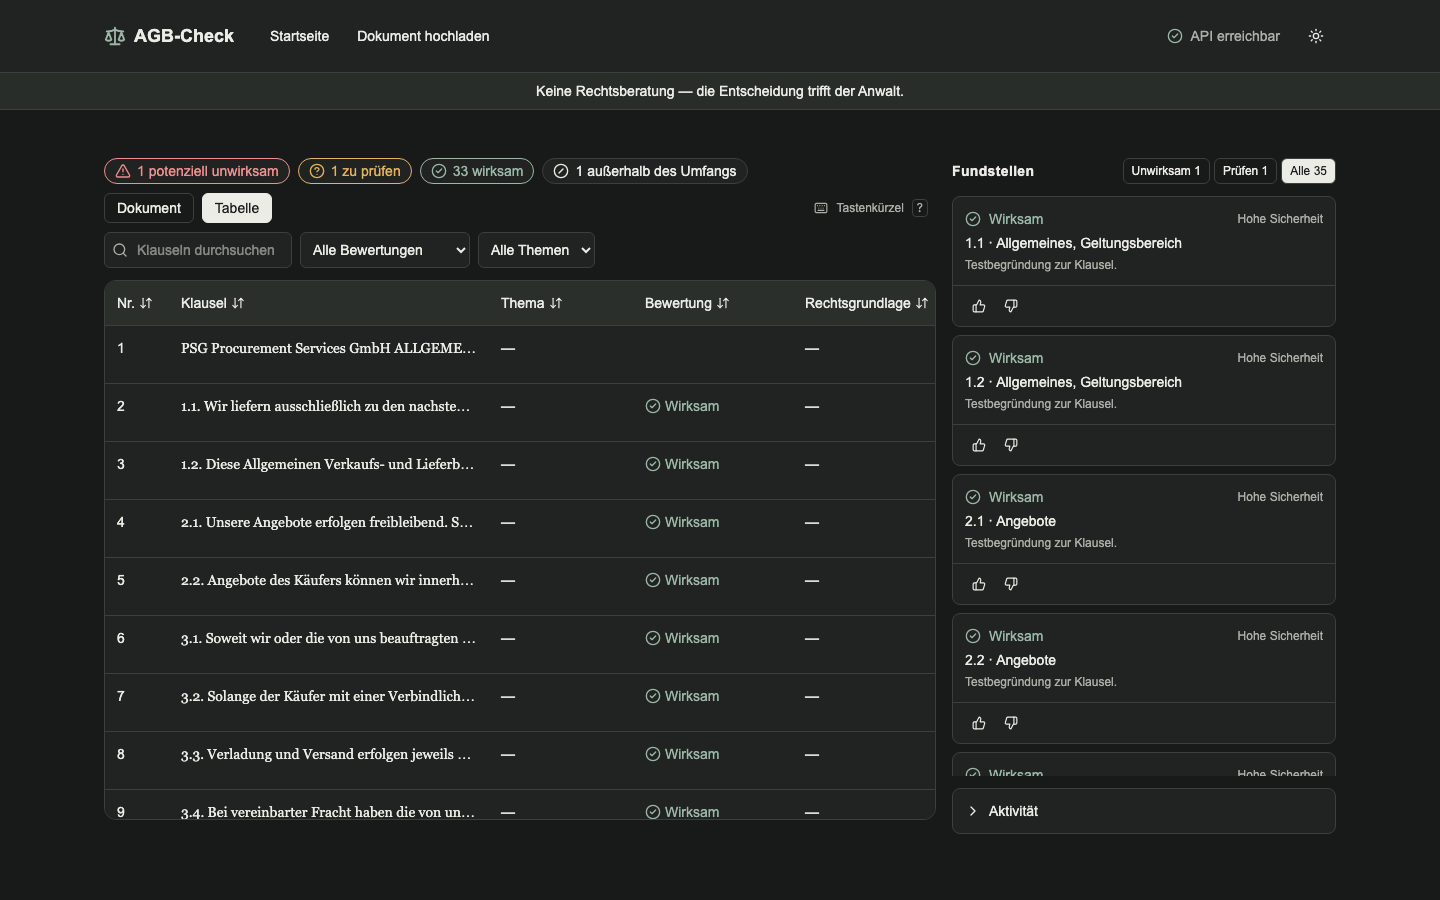 AGB-Check
Startseite
Dokument hochladen
API erreichbar
Keine Rechtsberatung — die Entscheidung trifft der Anwalt.
1 potenziell unwirksam
1 zu prüfen
33 wirksam
1 außerhalb des Umfangs
Dokument
Tabelle
Tastenkürzel ?
Klauseln durchsuchen
Alle Bewertungen
Alle Themen
Nr. Klausel Thema Bewertung Rechtsgrundlage
1 PSG Procurement Services GmbH ALLGEME… — —
2 1.1. Wir liefern ausschließlich zu den nachste… — Wirksam —
3 1.2. Diese Allgemeinen Verkaufs- und Lieferb… — Wirksam —
4 2.1. Unsere Angebote erfolgen freibleibend. S… — Wirksam —
5 2.2. Angebote des Käufers können wir innerh… — Wirksam —
6 3.1. Soweit wir oder die von uns beauftragten … — Wirksam —
7 3.2. Solange der Käufer mit einer Verbindlich… — Wirksam —
8 3.3. Verladung und Versand erfolgen jeweils … — Wirksam —
9 3.4. Bei vereinbarter Fracht haben die von un… — Wirksam —
Fundstellen
Unwirksam 1
Prüfen 1
Alle 35
Wirksam Hohe Sicherheit
1.1 · Allgemeines, Geltungsbereich
Testbegründung zur Klausel.
Wirksam Hohe Sicherheit
1.2 · Allgemeines, Geltungsbereich
Testbegründung zur Klausel.
Wirksam Hohe Sicherheit
2.1 · Angebote
Testbegründung zur Klausel.
Wirksam Hohe Sicherheit
2.2 · Angebote
Testbegründung zur Klausel.
Wirksam Hohe Sicherheit
Aktivität